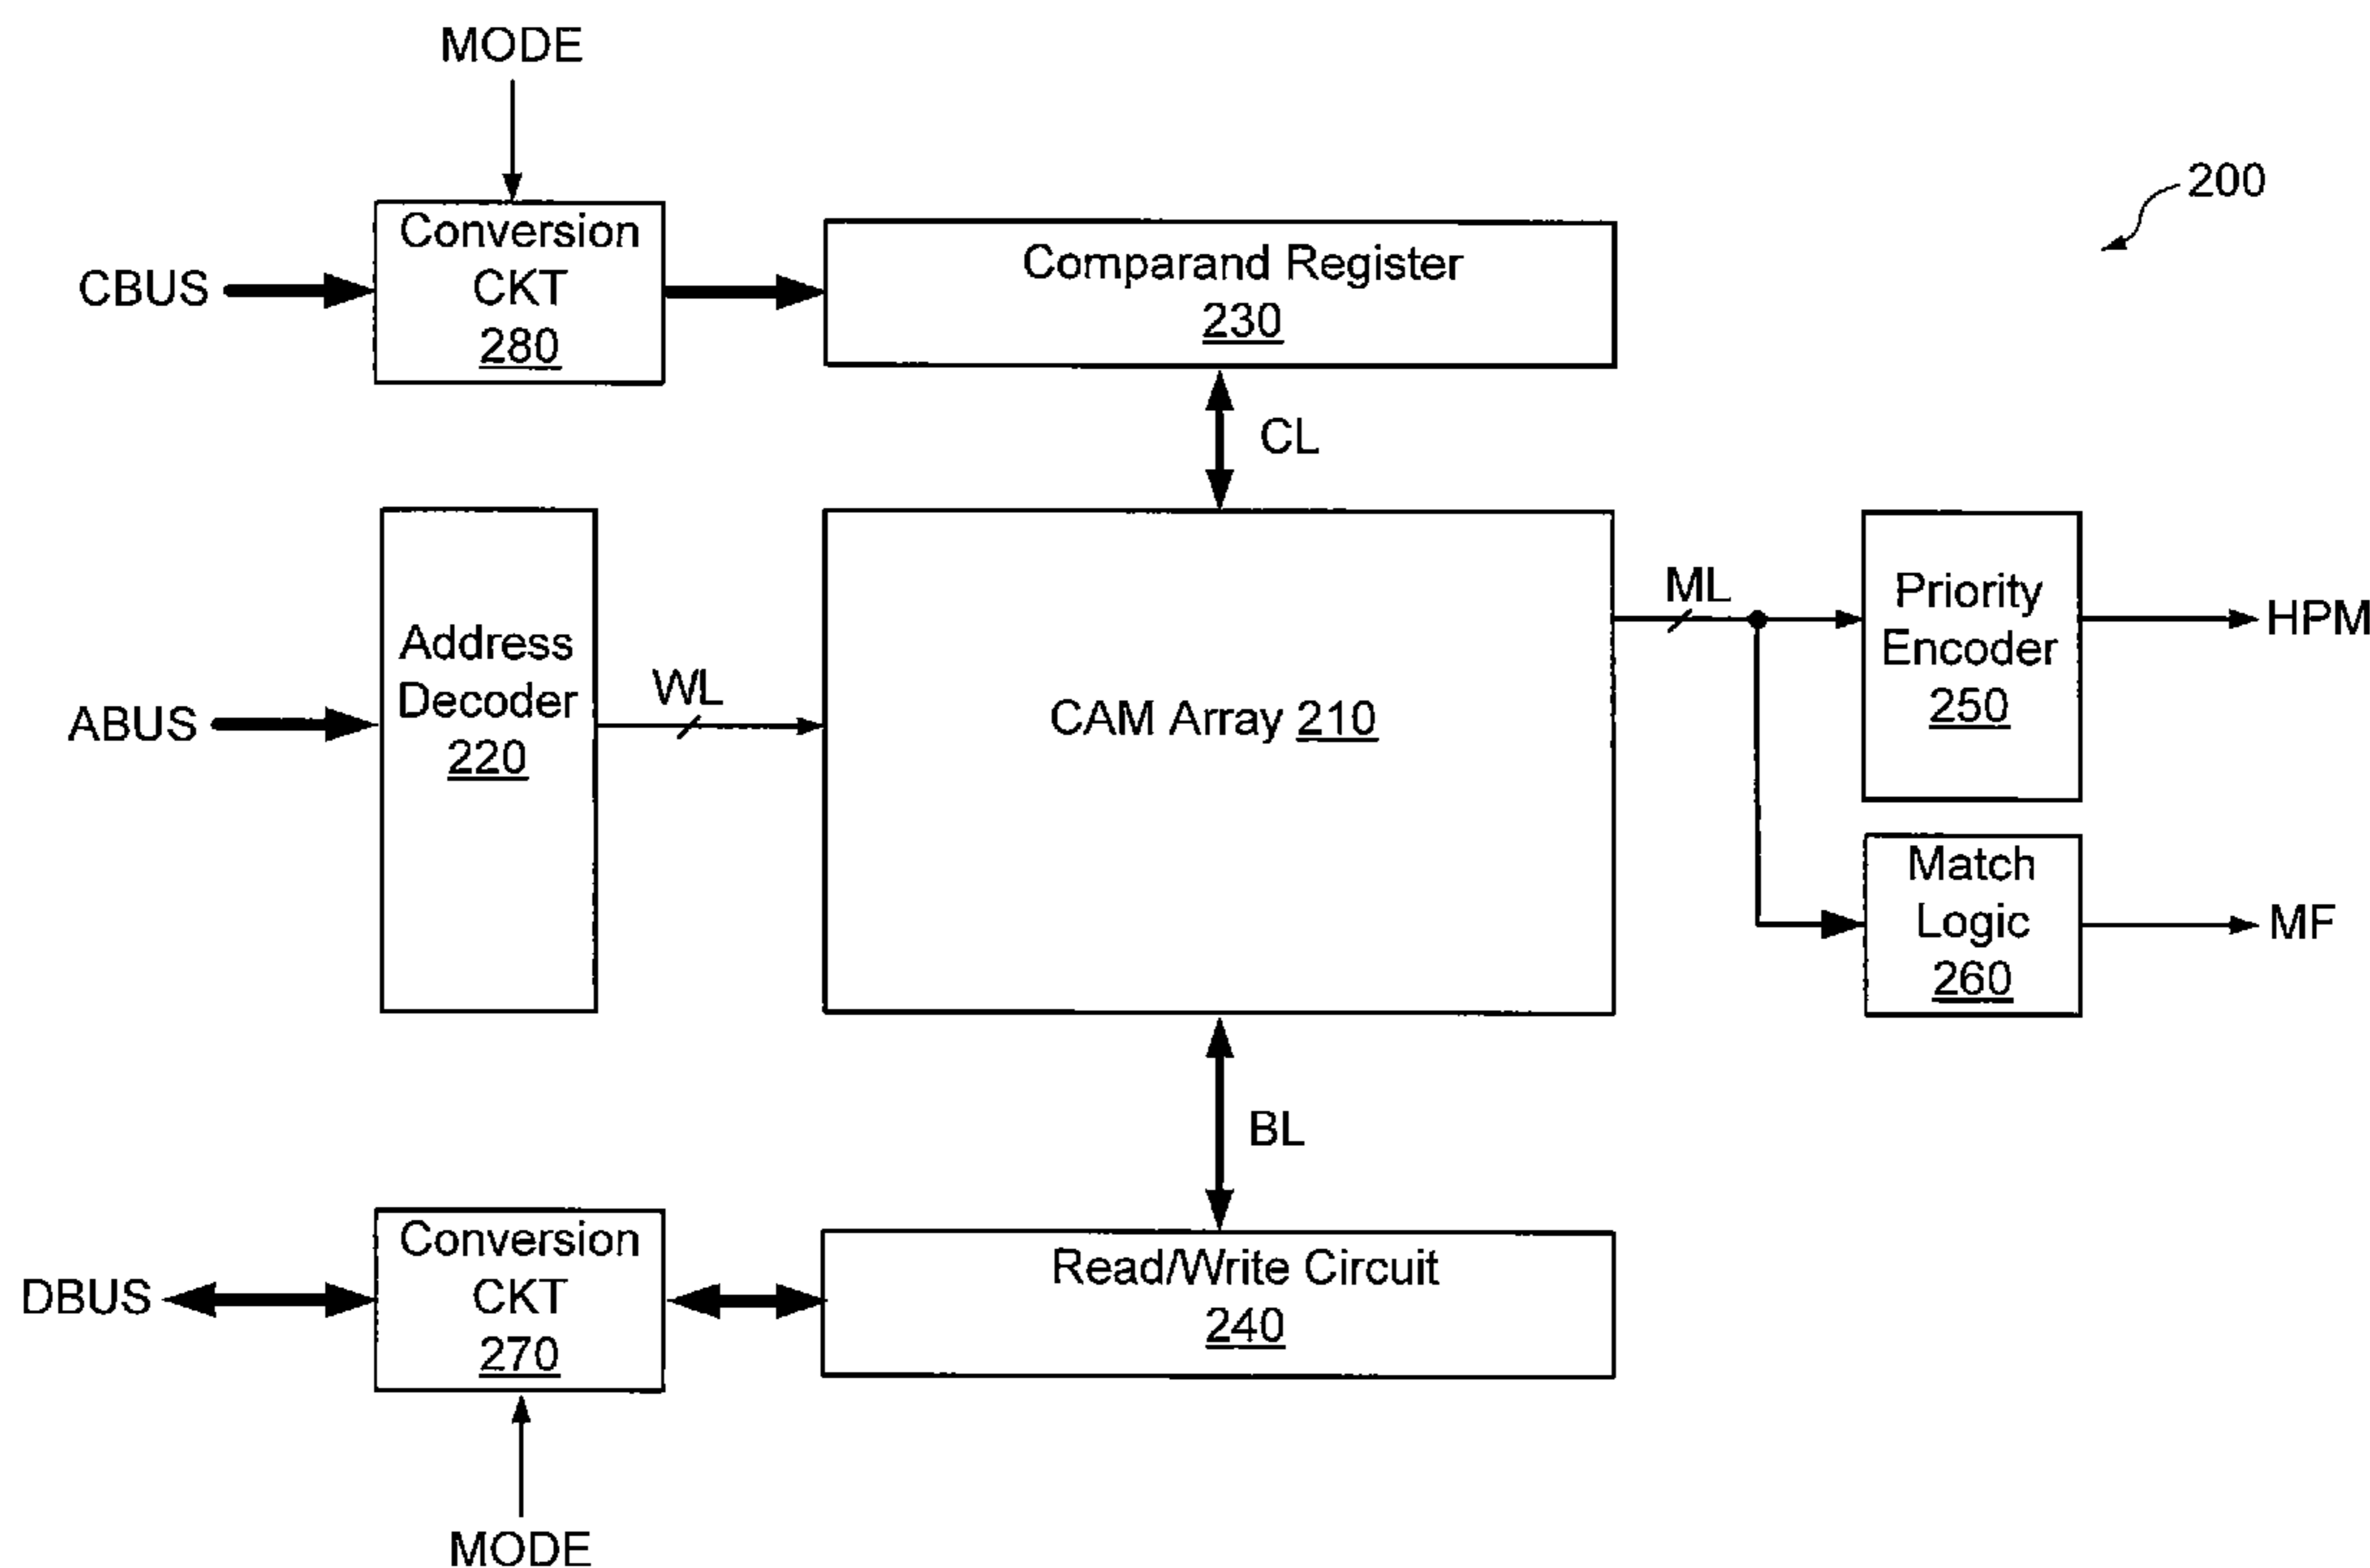 MODE
200
Conversion
CKT
280
CBUS
Comparand Register
230
CL
Address
Decoder
220
ABUS
WL
CAM Array 210
ML
Priority
Encoder
250
HPM
Match
Logic
260
MF
BL
Conversion
CKT
270
DBUS
Read/Write Circuit
240
MODE